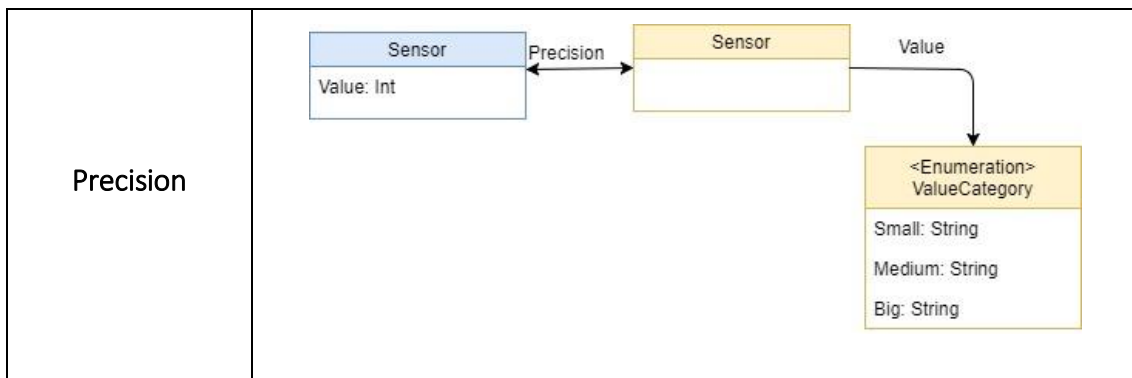 Precision
Sensor
Value: Int
Precision
Sensor
Value
<Enumeration>
ValueCategory
Small: String
Medium: String
Big: String